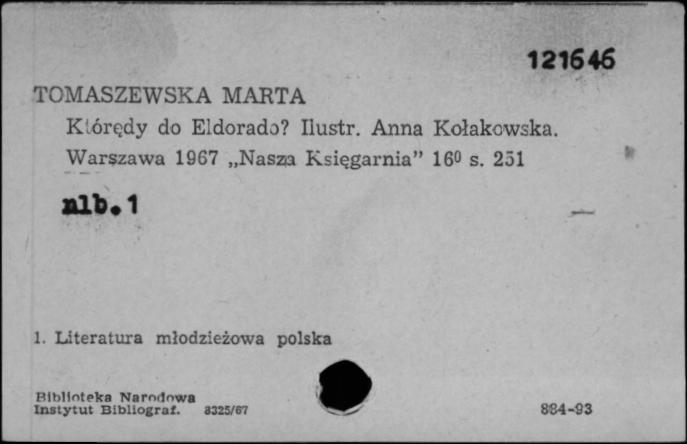 121646
TOMASZEWSKA MARTA
Którędy do Eldorado? Ilustr. Anna Kołakowska.
Warszawa 1967 „Nasza Księgarnia” 16⁰ s. 251
nlb. 1
1. Literatura młodzieżowa polska
Biblioteka Narodowa
Instytut Bibliograf. 8325/67
884-93